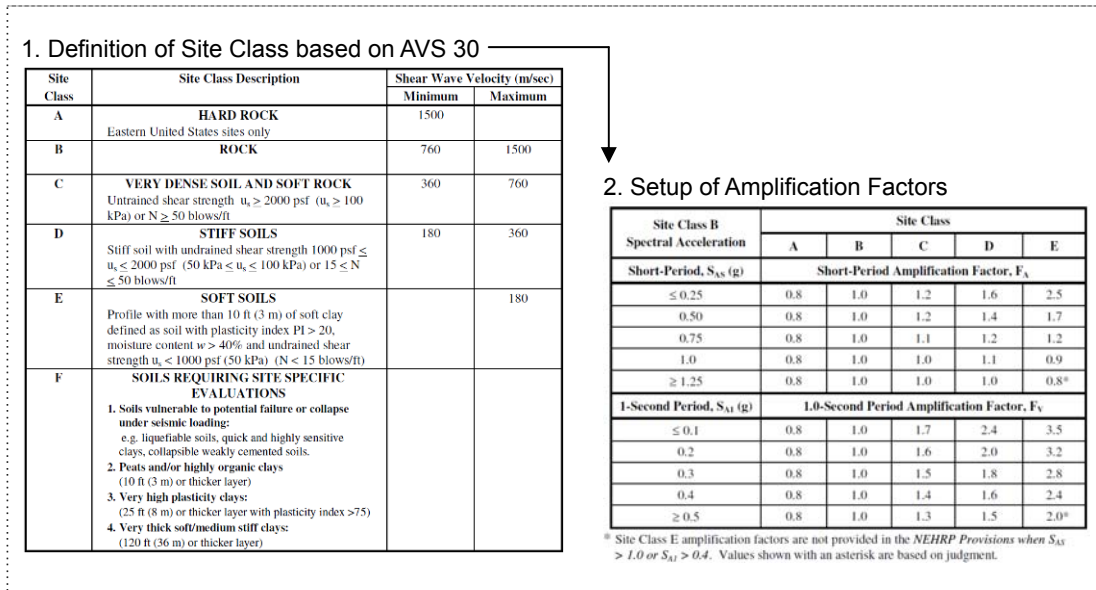 1. Definition of Site Class based on AVS 30
Site Class Site Class Description Shear Wave Velocity (m/sec)
Minimum Maximum
A HARD ROCK 1500
Eastern United States sites only
B ROCK 760 1500
C VERY DENSE SOIL AND SOFT ROCK 360 760
Untrained shear strength us ≥ 2000 psf (us ≥ 100
kPa) or N ≥ 50 blows/ft
D STIFF SOILS 180 360
Stiff soil with undrained shear strength 1000 psf ≤
us ≤ 2000 psf (50 kPa ≤ us ≤ 100 kPa) or 15 ≤ N
≤ 50 blows/ft
E SOFT SOILS 180
Profile with more than 10 ft (3 m) of soft clay
defined as soil with plasticity index PI > 20,
moisture content w > 40% and undrained shear
strength us < 1000 psf (50 kPa) (N < 15 blows/ft)
F SOILS REQUIRING SITE SPECIFIC
EVALUATIONS
1. Soils vulnerable to potential failure or collapse
under seismic loading:
e.g. liquefiable soils, quick and highly sensitive
clays, collapsible weakly cemented soils.
2. Peats and/or highly organic clays
(10 ft (3 m) or thicker layer)
3. Very high plasticity clays:
(25 ft (8 m) or thicker layer with plasticity index >75)
4. Very thick soft/medium stiff clays:
(120 ft (36 m) or thicker layer)
2. Setup of Amplification Factors
Site Class B Site Class
Spectral Acceleration A B C D E
Short-Period, SAS (g) Short-Period Amplification Factor, FA
≤ 0.25 0.8 1.0 1.2 1.6 2.5
0.50 0.8 1.0 1.2 1.4 1.7
0.75 0.8 1.0 1.1 1.2 1.2
1.0 0.8 1.0 1.0 1.1 0.9
≥ 1.25 0.8 1.0 1.0 1.0 0.8*
1-Second Period, SA1 (g) 1.0-Second Period Amplification Factor, FV
≤ 0.1 0.8 1.0 1.7 2.4 3.5
0.2 0.8 1.0 1.6 2.0 3.2
0.3 0.8 1.0 1.5 1.8 2.8
0.4 0.8 1.0 1.4 1.6 2.4
≥ 0.5 0.8 1.0 1.3 1.5 2.0*
* Site Class E amplification factors are not provided in the NEHRP Provisions when SAS
> 1.0 or SA1 > 0.4. Values shown with an asterisk are based on judgment.